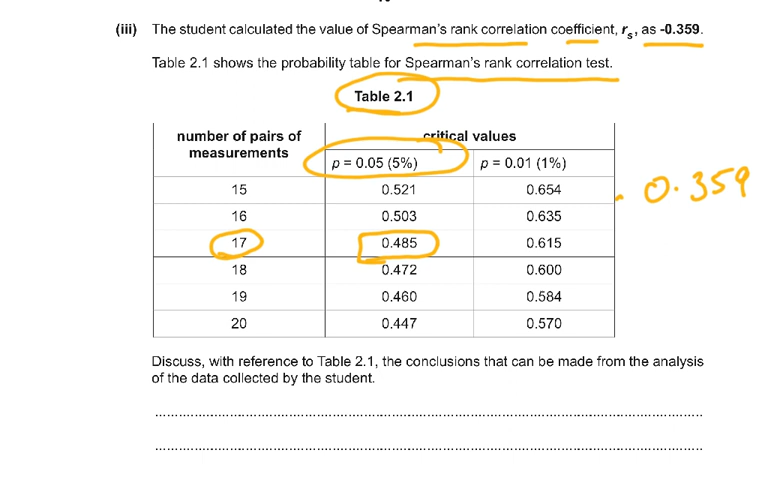 (iii) The student calculated the value of Spearman's rank correlation coefficient, rs, as -0.359.
Table 2.1 shows the probability table for Spearman's rank correlation test.
Table 2.1
number of pairs of measurements critical values
p = 0.05 (5%) p = 0.01 (1%)
15 0.521 0.654
16 0.503 0.635
- 0.359
17 0.485 0.615
18 0.472 0.600
19 0.460 0.584
20 0.447 0.570
Discuss, with reference to Table 2.1, the conclusions that can be made from the analysis
of the data collected by the student.